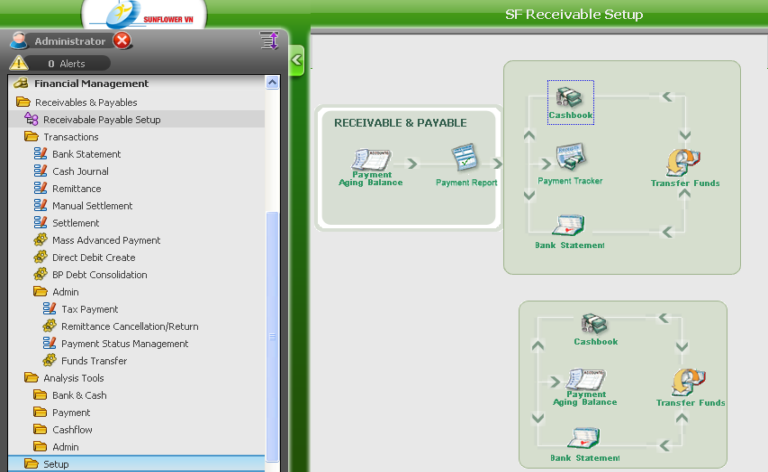 SUNFLOWER VN
SF Receivable Setup
Administrator
0 Alerts
Financial Management
Receivables & Payables
Receivabale Payable Setup
Transactions
Bank Statement
Cash Journal
Remittance
Manual Settlement
Settlement
Mass Advanced Payment
Direct Debit Create
BP Debt Consolidation
Admin
Tax Payment
Remittance Cancellation/Return
Payment Status Management
Funds Transfer
Analysis Tools
Bank & Cash
Payment
Cashflow
Admin
Setup
RECEIVABLE & PAYABLE
Payment
Aging Balance
Payment Report
Cashbook
Payment Tracker
Transfer Funds
Bank Statement
Cashbook
Payment
Aging Balance
Transfer Funds
Bank Statement